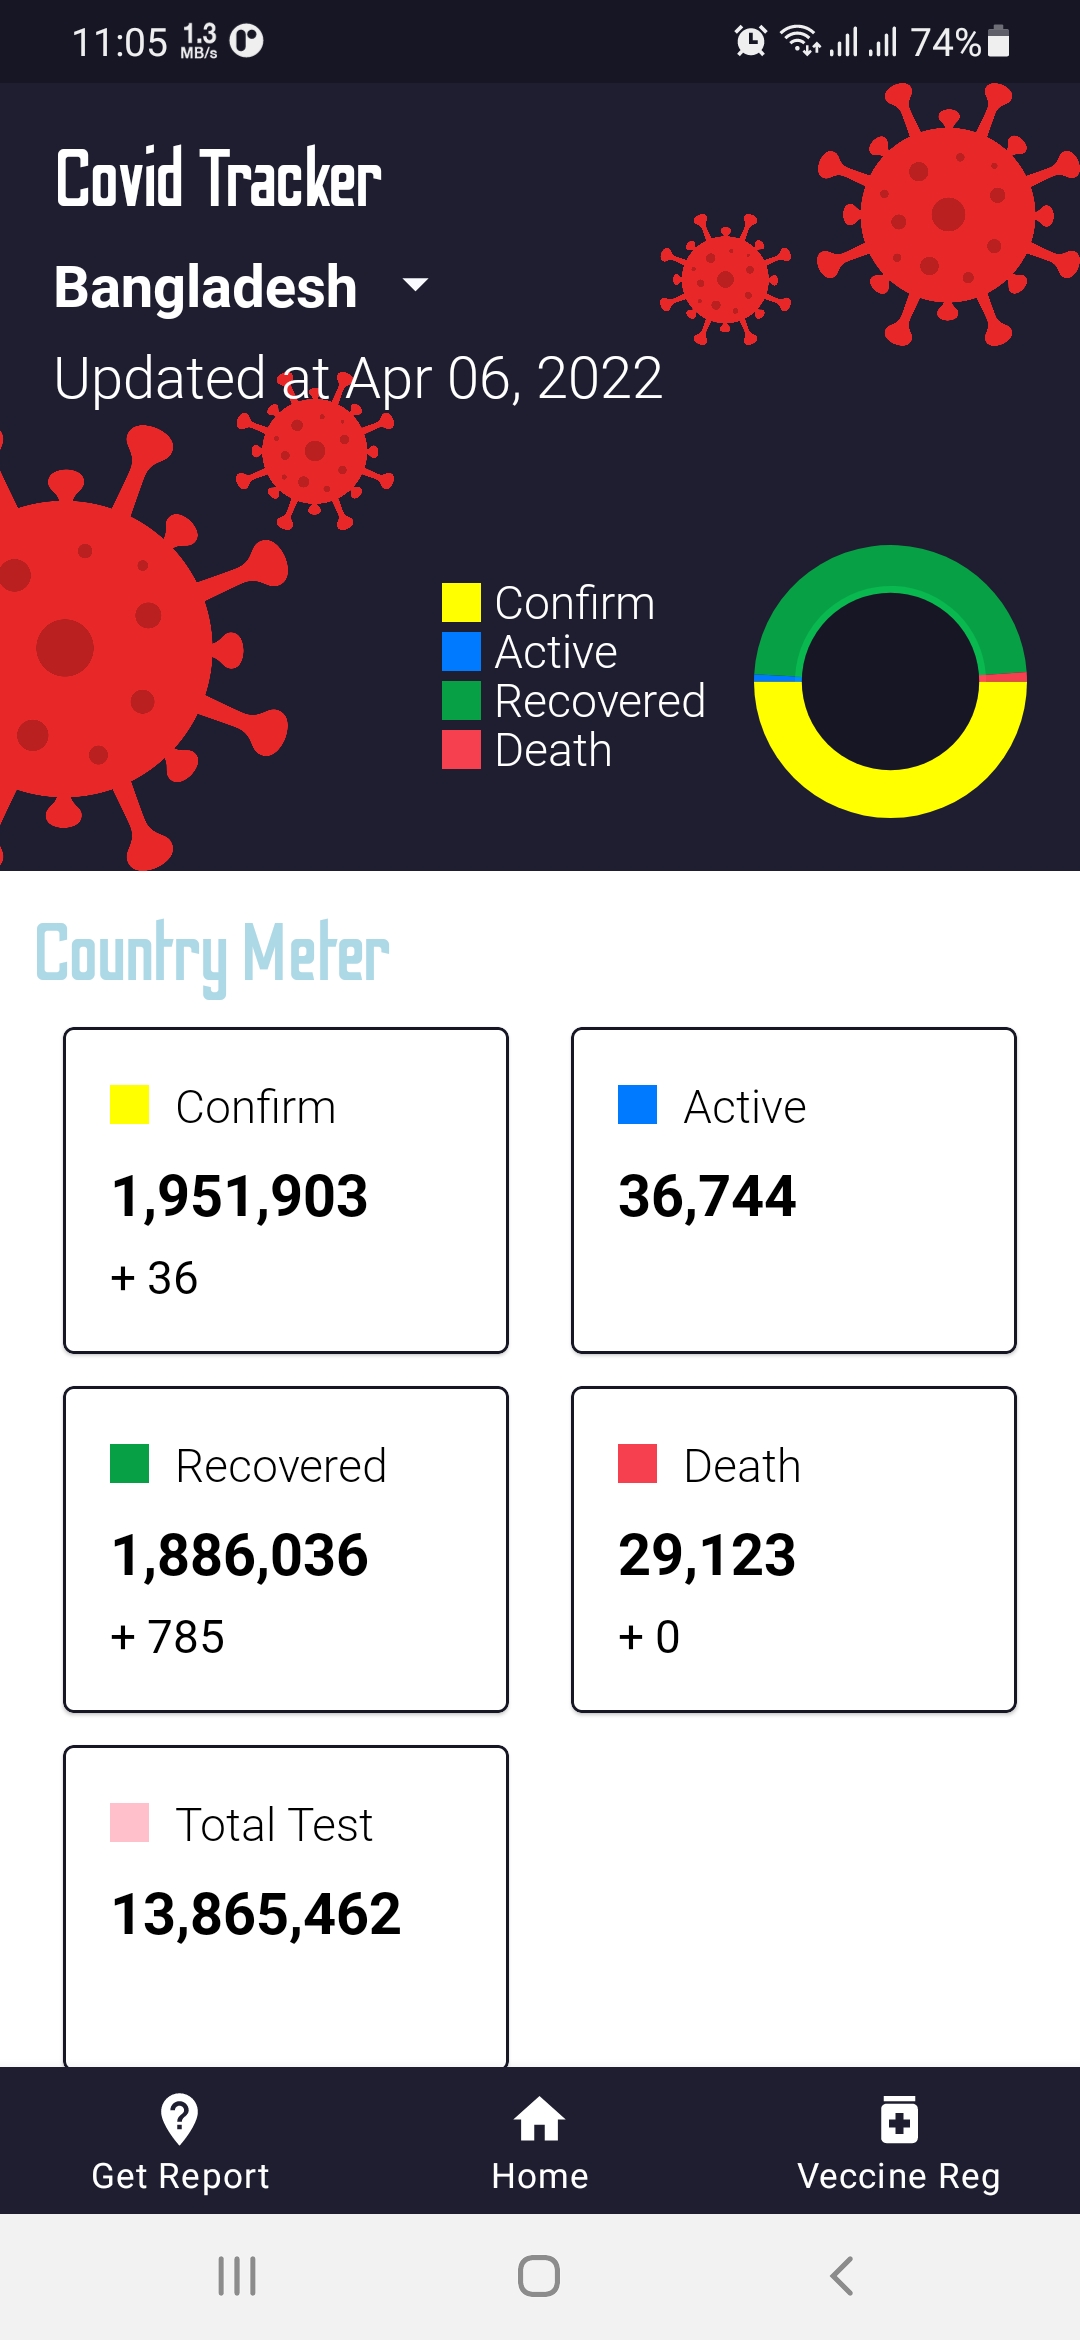 11:05 1.3 MB/s 74%
Covid Tracker
Bangladesh
Updated at Apr 06, 2022
Confirm
Active
Recovered
Death
Country Meter
Confirm
1,951,903
+ 36
Active
36,744
Recovered
1,886,036
+ 785
Death
29,123
+ 0
Total Test
13,865,462
Get Report
Home
Veccine Reg